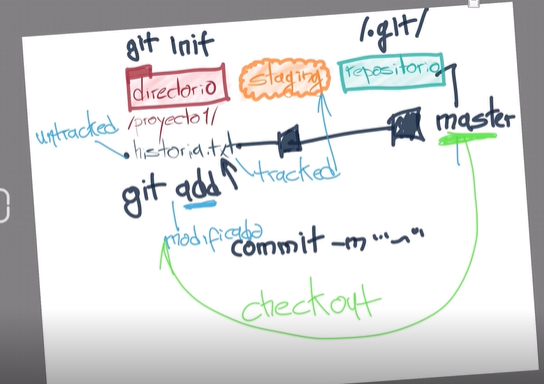 git Init
/.git/
directorio
staging
repositorio
/proyecto1/
untracked
master
.historia.txt
tracked
git add
modificado
commit -m "~"
checkout